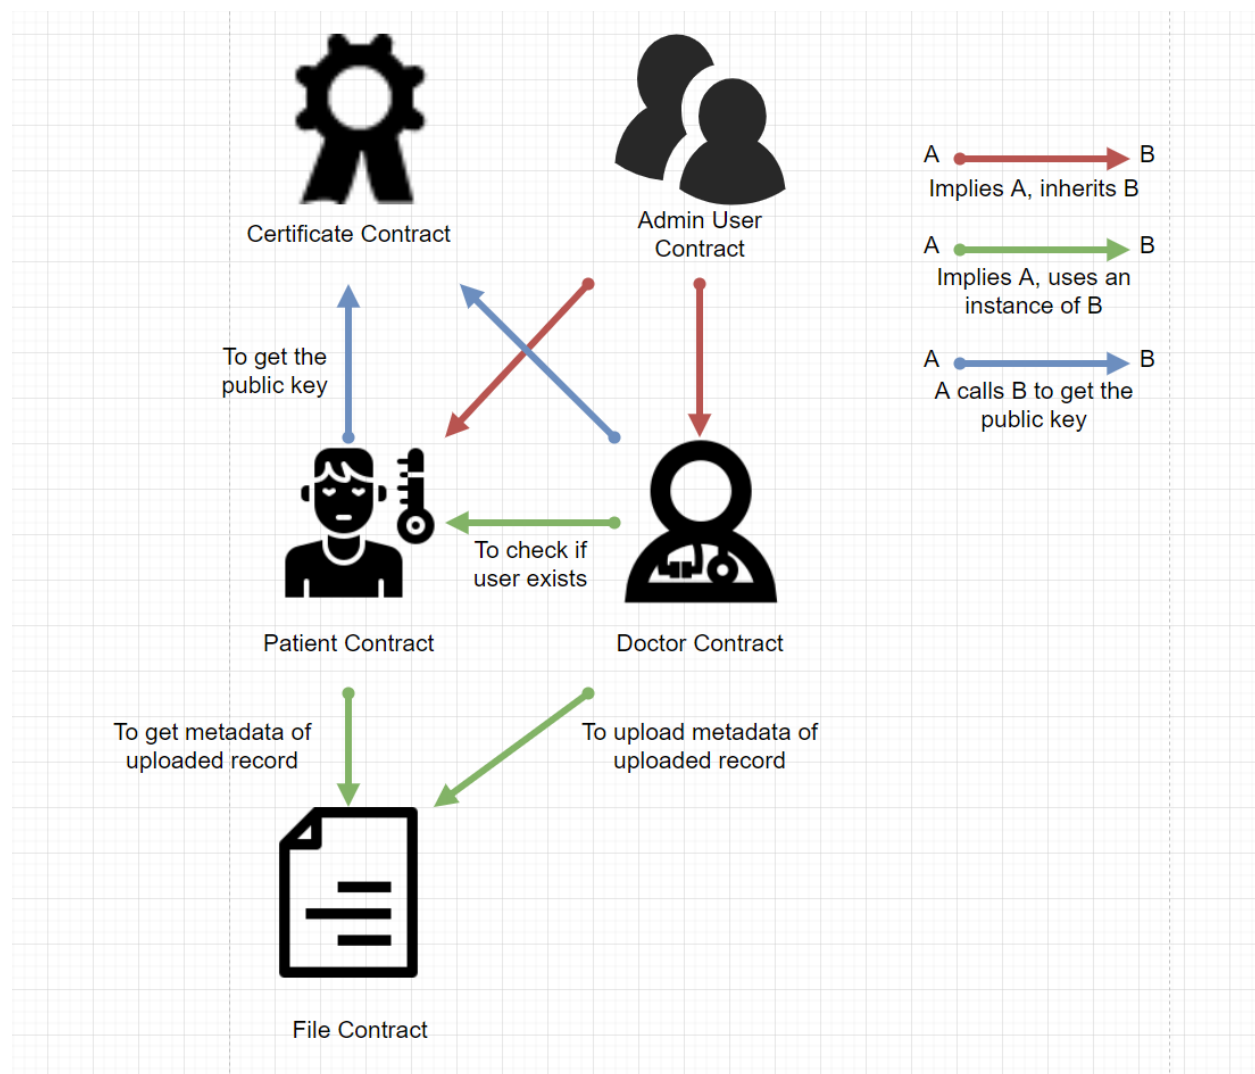 Certificate Contract
Admin User
Contract
A
B
Implies A, inherits B
A
B
Implies A, uses an
instance of B
A
B
A calls B to get the
public key
To get the
public key
To check if
user exists
Patient Contract
Doctor Contract
To get metadata of
uploaded record
To upload metadata of
uploaded record
File Contract